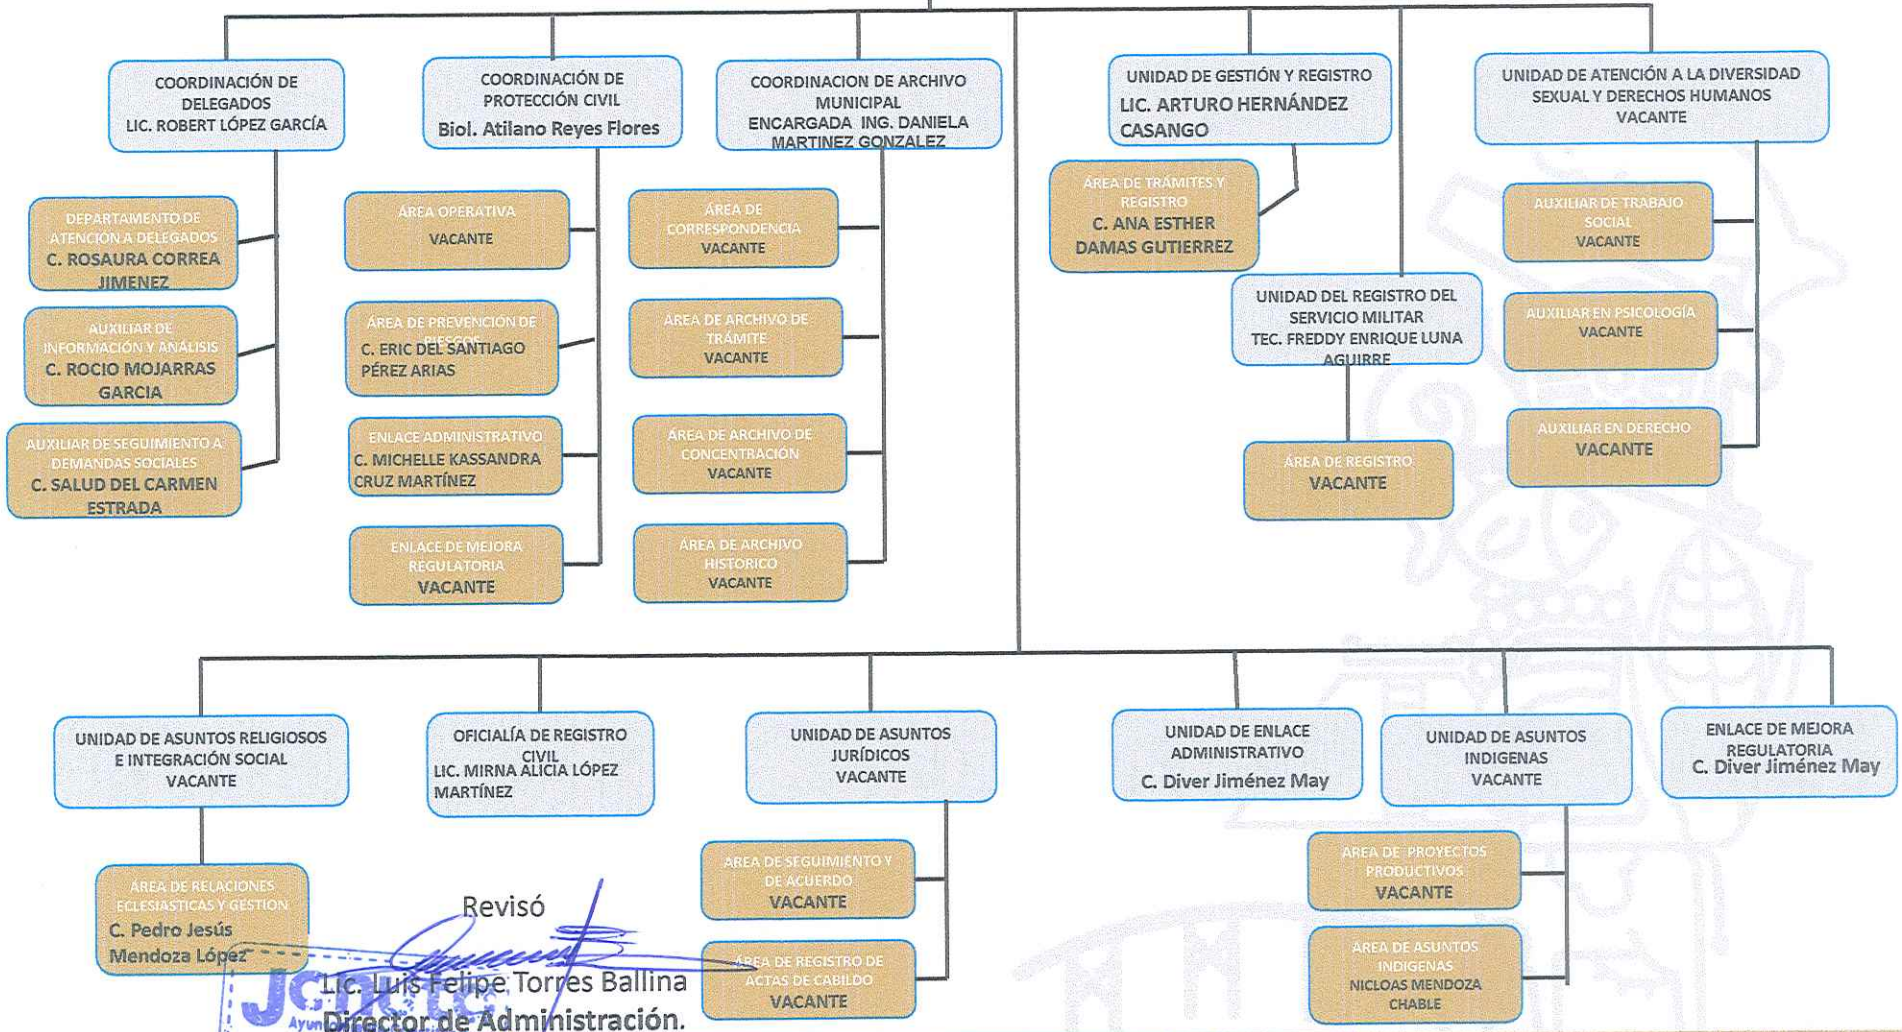 COORDINACIÓN DE
DELEGADOS
LIC. ROBERT LÓPEZ GARCÍA
COORDINACIÓN DE
PROTECCIÓN CIVIL
Biol. Atilano Reyes Flores
COORDINACION DE ARCHIVO
MUNICIPAL
ENCARGADA ING. DANIELA
MARTINEZ GONZALEZ
UNIDAD DE GESTIÓN Y REGISTRO
LIC. ARTURO HERNÁNDEZ
CASANGO
UNIDAD DE ATENCIÓN A LA DIVERSIDAD
SEXUAL Y DERECHOS HUMANOS
VACANTE
DEPARTAMENTO DE
ATENCIÓN A DELEGADOS
C. ROSAURA CORREA
JIMENEZ
AUXILIAR DE
INFORMACIÓN Y ANÁLISIS
C. ROCIO MOJARRAS
GARCIA
AUXILIAR DE SEGUIMIENTO A
DEMANDAS SOCIALES
C. SALUD DEL CARMEN
ESTRADA
ÁREA OPERATIVA
VACANTE
ÁREA DE PREVENCIÓN DE
RIESGOS
C. ERIC DEL SANTIAGO
PÉREZ ARIAS
ENLACE ADMINISTRATIVO
C. MICHELLE KASSANDRA
CRUZ MARTÍNEZ
ENLACE DE MEJORA
REGULATORIA
VACANTE
ÁREA DE
CORRESPONDENCIA
VACANTE
ÁREA DE ARCHIVO DE
TRÁMITE
VACANTE
ÁREA DE ARCHIVO DE
CONCENTRACIÓN
VACANTE
ÁREA DE ARCHIVO
HISTORICO
VACANTE
ÁREA DE TRÁMITES Y
REGISTRO
C. ANA ESTHER
DAMAS GUTIERREZ
UNIDAD DEL REGISTRO DEL
SERVICIO MILITAR
TEC. FREDDY ENRIQUE LUNA
AGUIRRE
ÁREA DE REGISTRO
VACANTE
AUXILIAR DE TRABAJO
SOCIAL
VACANTE
AUXILIAR EN PSICOLOGÍA
VACANTE
AUXILIAR EN DERECHO
VACANTE
UNIDAD DE ASUNTOS RELIGIOSOS
E INTEGRACIÓN SOCIAL
VACANTE
OFICIALÍA DE REGISTRO
CIVIL
LIC. MIRNA ALICIA LÓPEZ
MARTÍNEZ
UNIDAD DE ASUNTOS
JURÍDICOS
VACANTE
UNIDAD DE ENLACE
ADMINISTRATIVO
C. Diver Jiménez May
UNIDAD DE ASUNTOS
INDIGENAS
VACANTE
ENLACE DE MEJORA
REGULATORIA
C. Diver Jiménez May
ÁREA DE RELACIONES
ECLESIASTICAS Y GESTION
C. Pedro Jesús
Mendoza López
ÁREA DE SEGUIMIENTO Y
DE ACUERDO
VACANTE
ÁREA DE REGISTRO DE
ACTAS DE CABILDO
VACANTE
ÁREA DE PROYECTOS
PRODUCTIVOS
VACANTE
ÁREA DE ASUNTOS
INDIGENAS
NICLOAS MENDOZA
CHABLE
Revisó
Lic. Luis Felipe Torres Ballina
Director de Administración.